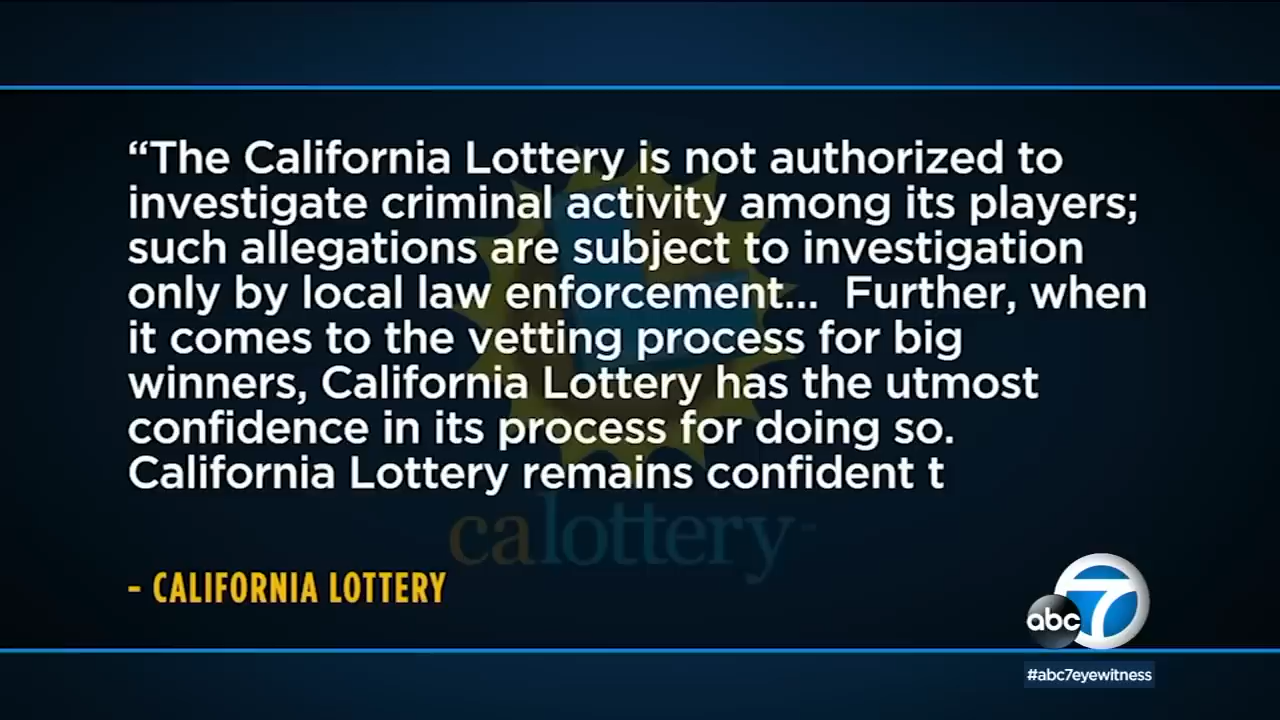 “The California Lottery is not authorized to
investigate criminal activity among its players;
such allegations are subject to investigation
only by local law enforcement...  Further, when
it comes to the vetting process for big
winners, California Lottery has the utmost
confidence in its process for doing so.
California Lottery remains confident t
calottery
- CALIFORNIA LOTTERY
abc 7
#abc7eyewitness